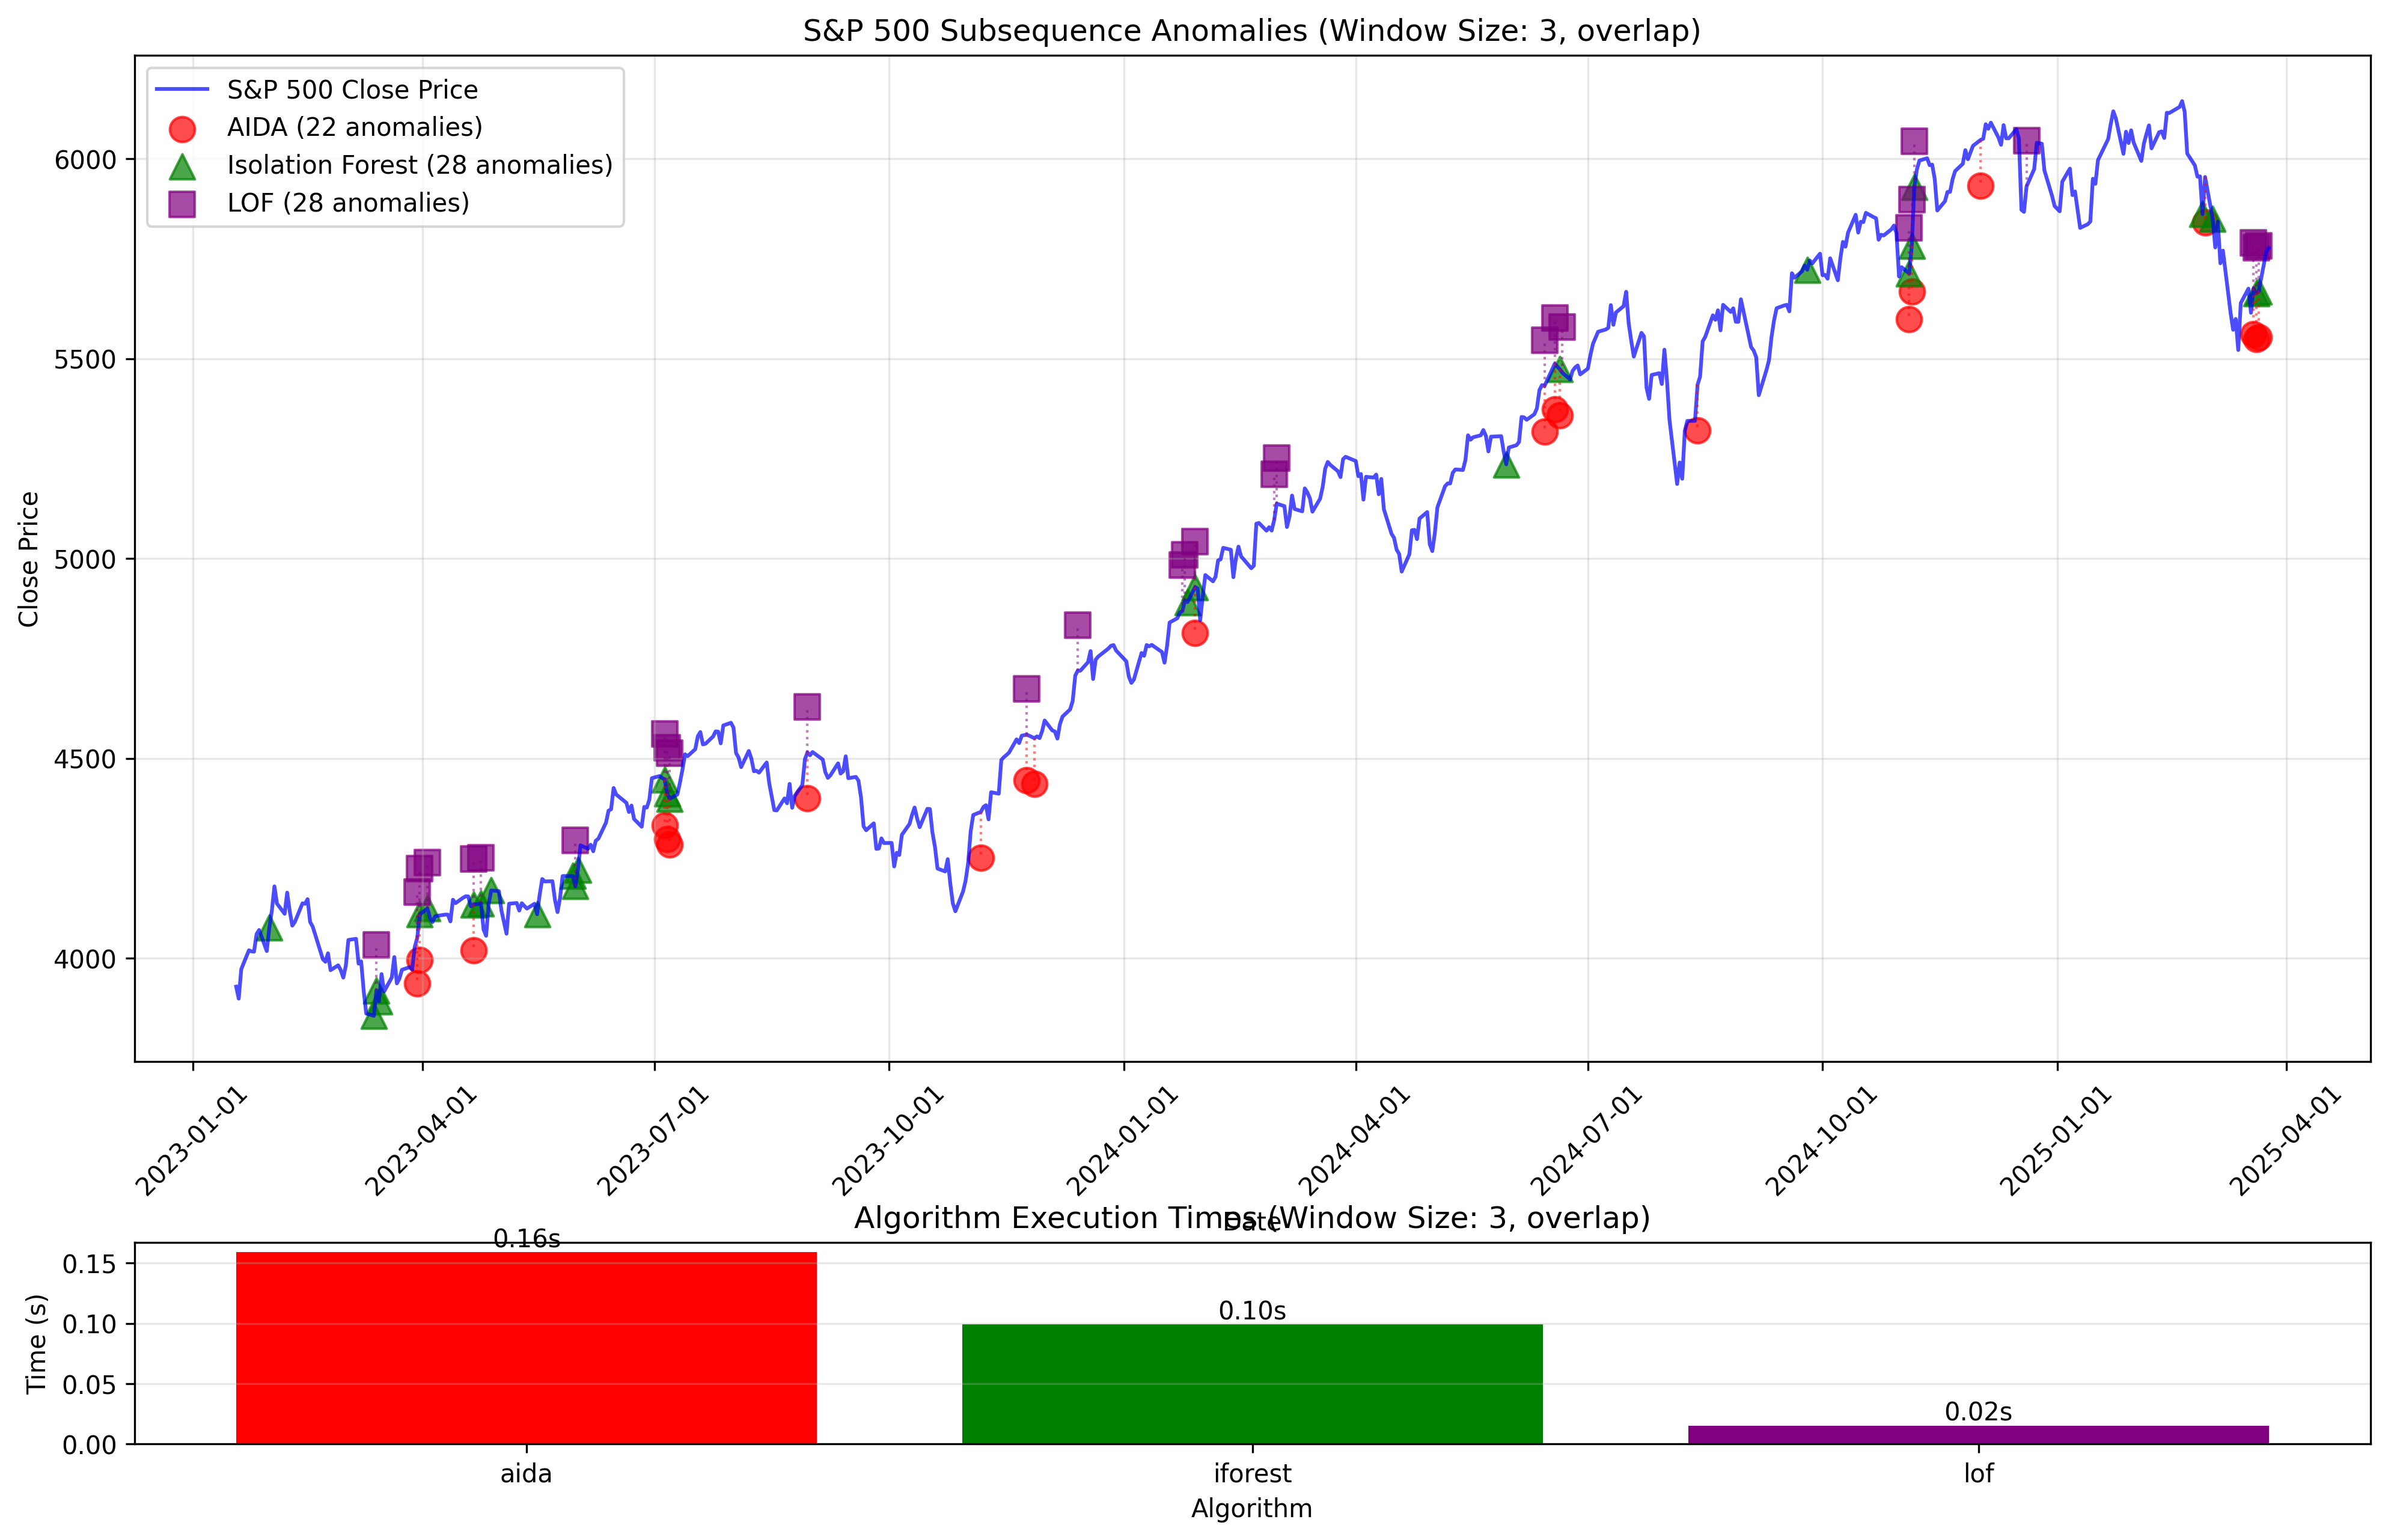 S&P 500 Subsequence Anomalies (Window Size: 3, overlap)
S&P 500 Close Price
AIDA (22 anomalies)
Isolation Forest (28 anomalies)
LOF (28 anomalies)
Close Price
6000
5500
5000
4500
4000
2023-01-01
2023-04-01
2023-07-01
2023-10-01
2024-01-01
2024-04-01
2024-07-01
2024-10-01
2025-01-01
2025-04-01
Date
Algorithm Execution Times (Window Size: 3, overlap)
Time (s)
0.15
0.10
0.05
0.00
0.16s
0.10s
0.02s
aida
iforest
lof
Algorithm